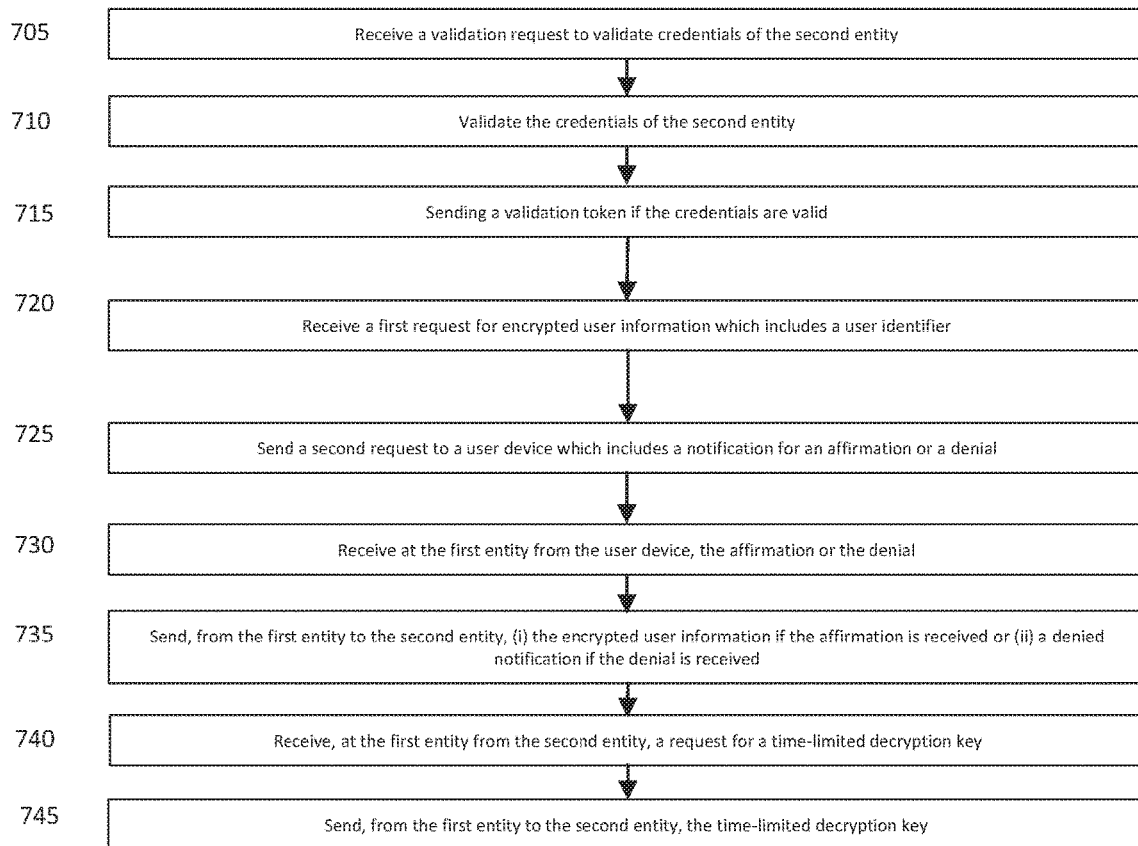 705
Receive a validation request to validate credentials of the second entity
710
Validate the credentials of the second entity
715
Sending a validation token if the credentials are valid
720
Receive a first request for encrypted user information which includes a user identifier
725
Send a second request to a user device which includes a notification for an affirmation or a denial
730
Receive at the first entity from the user device, the affirmation or the denial
735
Send, from the first entity to the second entity, (i) the encrypted user information if the affirmation is received or (ii) a denied
notification if the denial is received
740
Receive, at the first entity from the second entity, a request for a time-limited decryption key
745
Send, from the first entity to the second entity, the time-limited decryption key